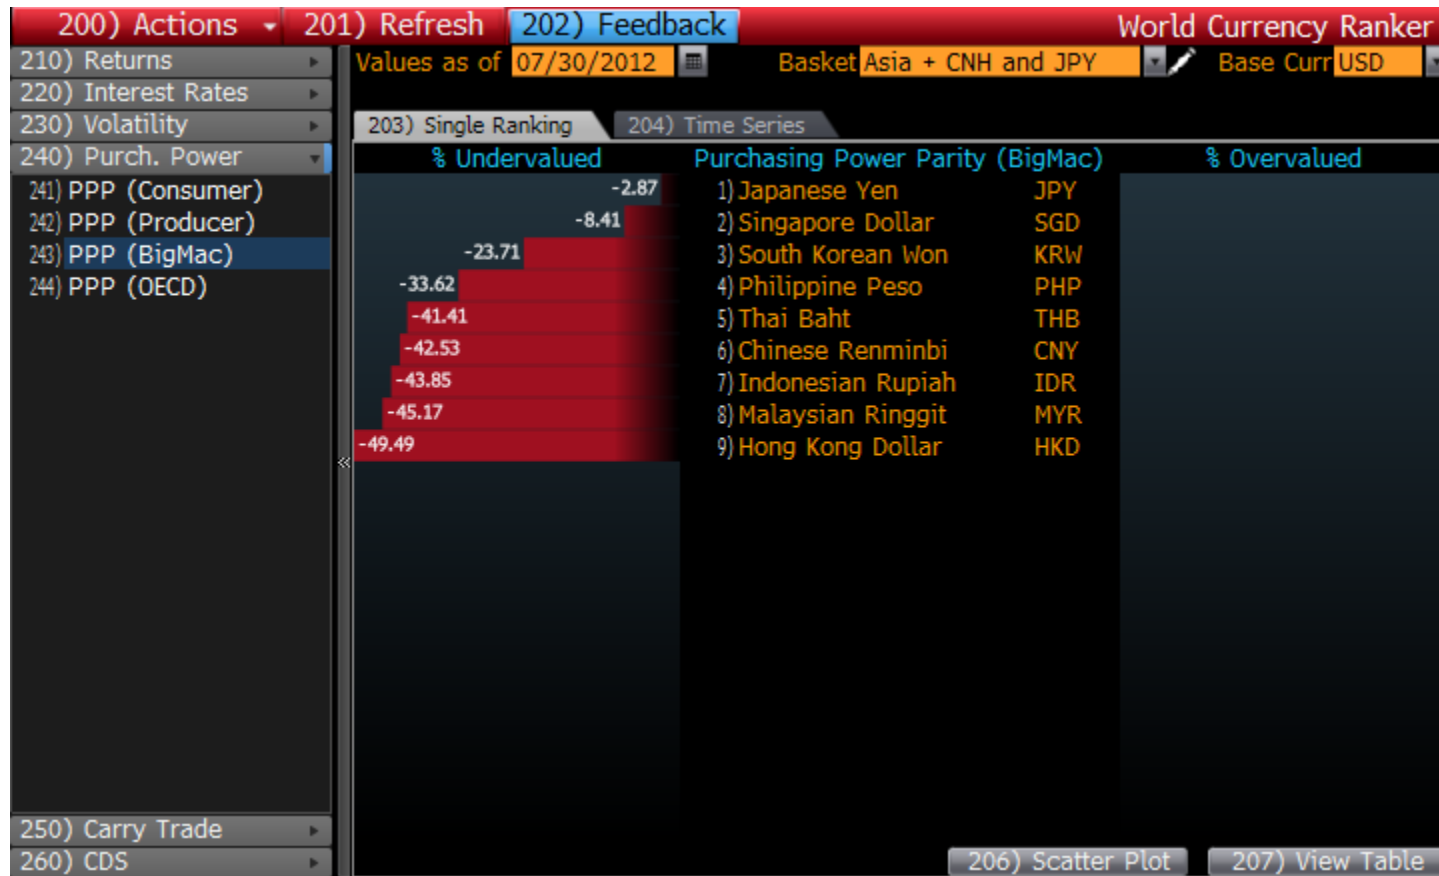 200) Actions 201) Refresh 202) Feedback World Currency Ranker
210) Returns Values as of 07/30/2012 Basket Asia + CNH and JPY Base Curr USD
220) Interest Rates
230) Volatility 203) Single Ranking 204) Time Series
240) Purch. Power % Undervalued Purchasing Power Parity (BigMac) % Overvalued
241) PPP (Consumer) -2.87 1) Japanese Yen JPY
242) PPP (Producer) -8.41 2) Singapore Dollar SGD
243) PPP (BigMac) -23.71 3) South Korean Won KRW
244) PPP (OECD) -33.62 4) Philippine Peso PHP
-41.41 5) Thai Baht THB
-42.53 6) Chinese Renminbi CNY
-43.85 7) Indonesian Rupiah IDR
-45.17 8) Malaysian Ringgit MYR
-49.49 9) Hong Kong Dollar HKD
«
250) Carry Trade
260) CDS 206) Scatter Plot 207) View Table